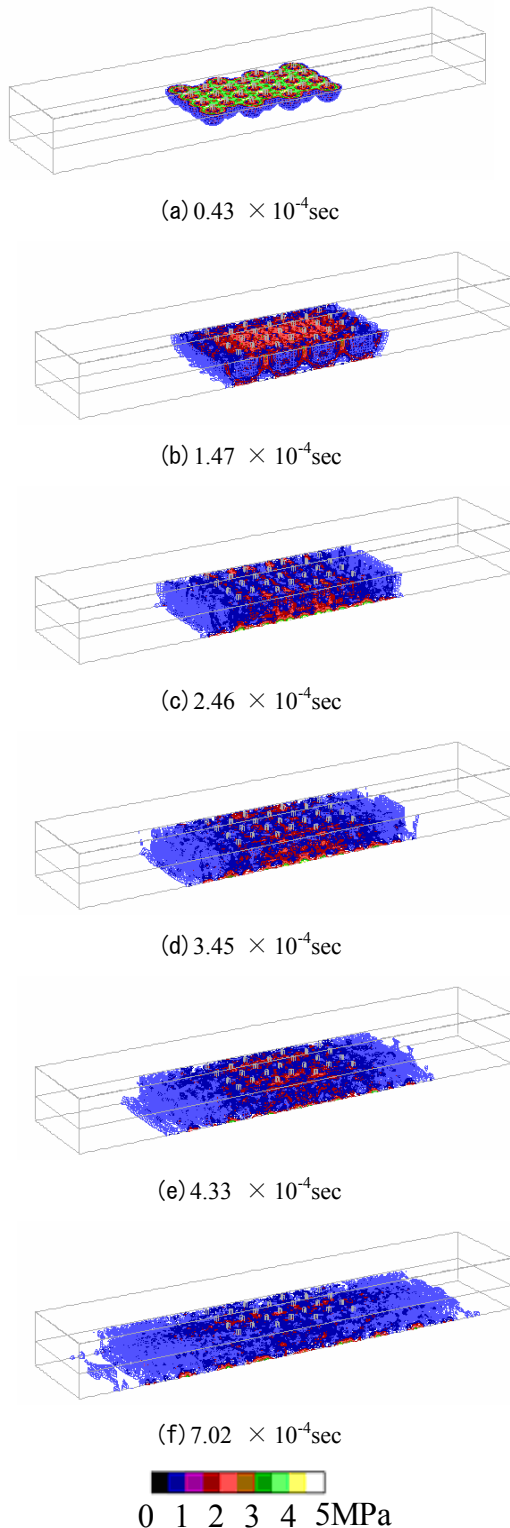 (a) 0.43 × 10-4sec
(b) 1.47 × 10-4sec
(c) 2.46 × 10-4sec
(d) 3.45 × 10-4sec
(e) 4.33 × 10-4sec
(f) 7.02 × 10-4sec
0 1 2 3 4 5MPa